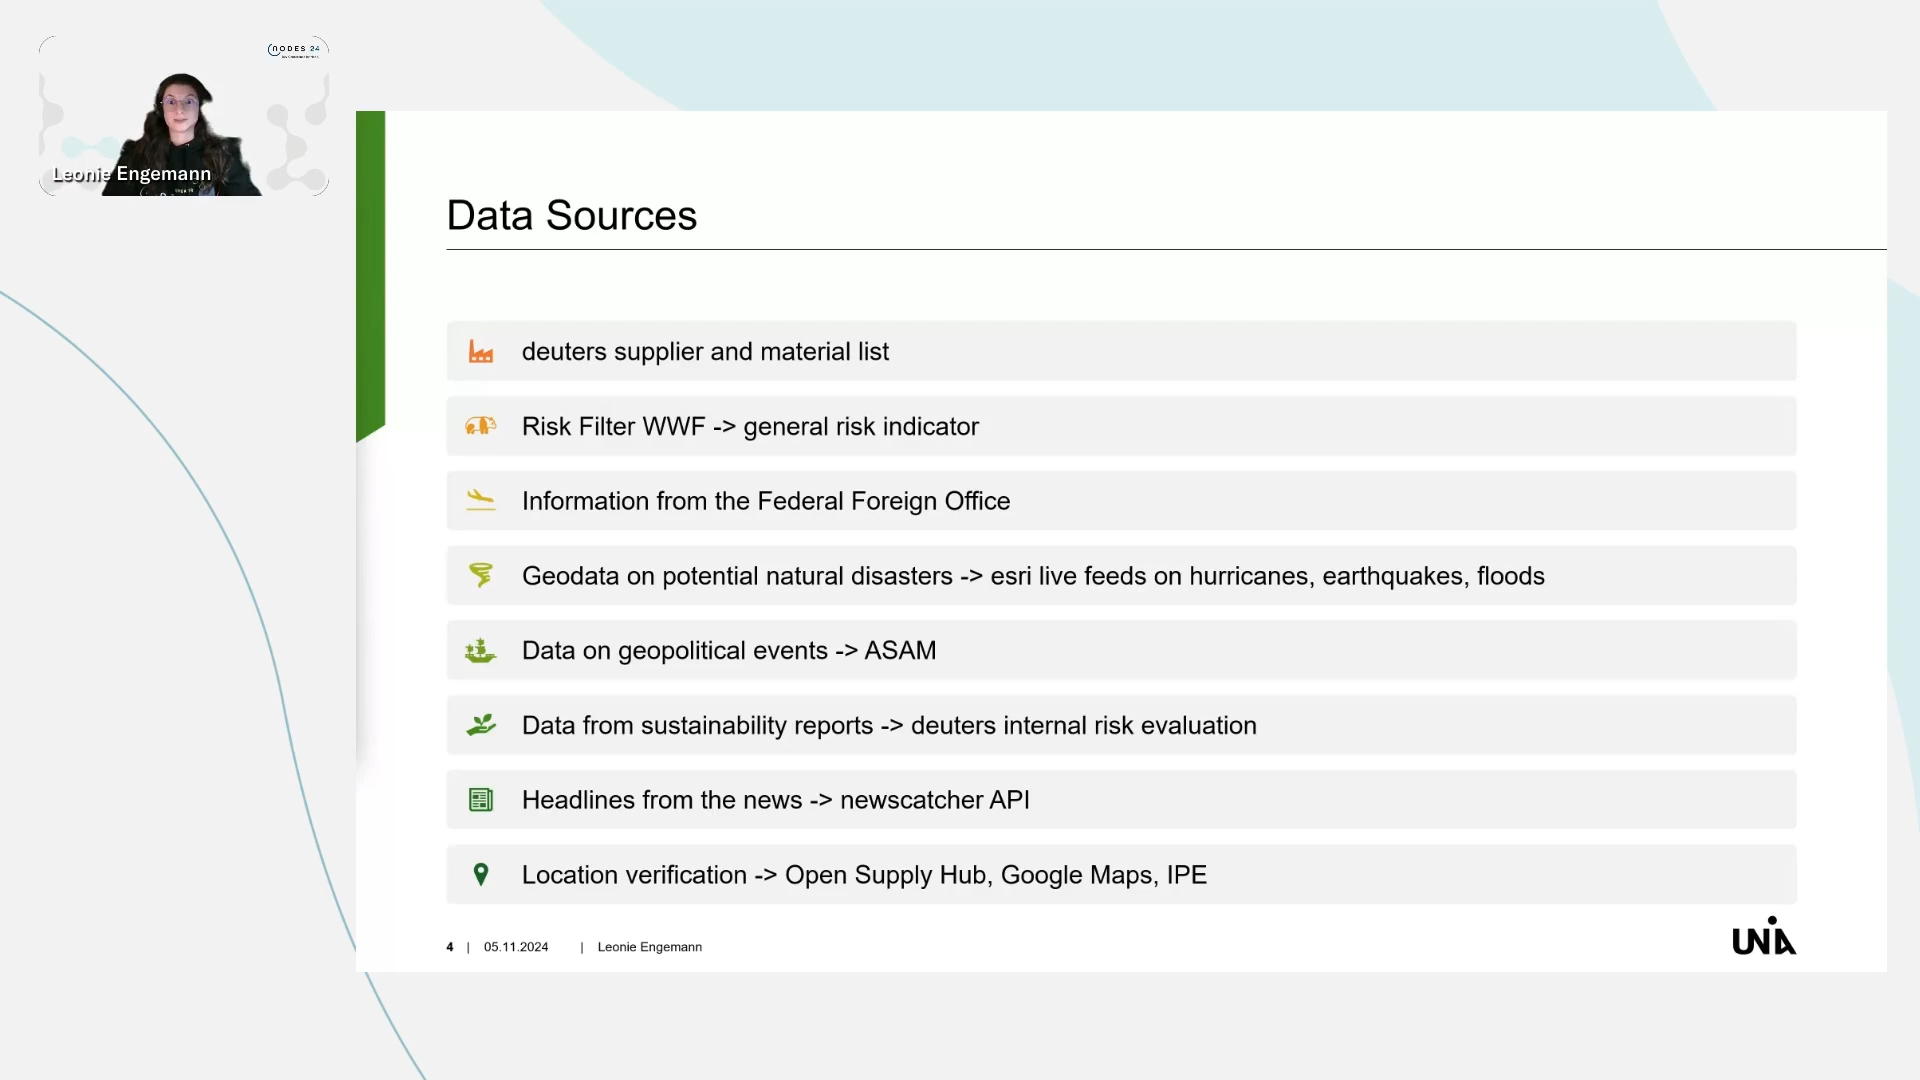 NODES 24
Leonie Engemann
Data Sources
deuters supplier and material list
Risk Filter WWF -> general risk indicator
Information from the Federal Foreign Office
Geodata on potential natural disasters -> esri live feeds on hurricanes, earthquakes, floods
Data on geopolitical events -> ASAM
Data from sustainability reports -> deuters internal risk evaluation
Headlines from the news -> newscatcher API
Location verification -> Open Supply Hub, Google Maps, IPE
4 | 05.11.2024 | Leonie Engemann
UNIA